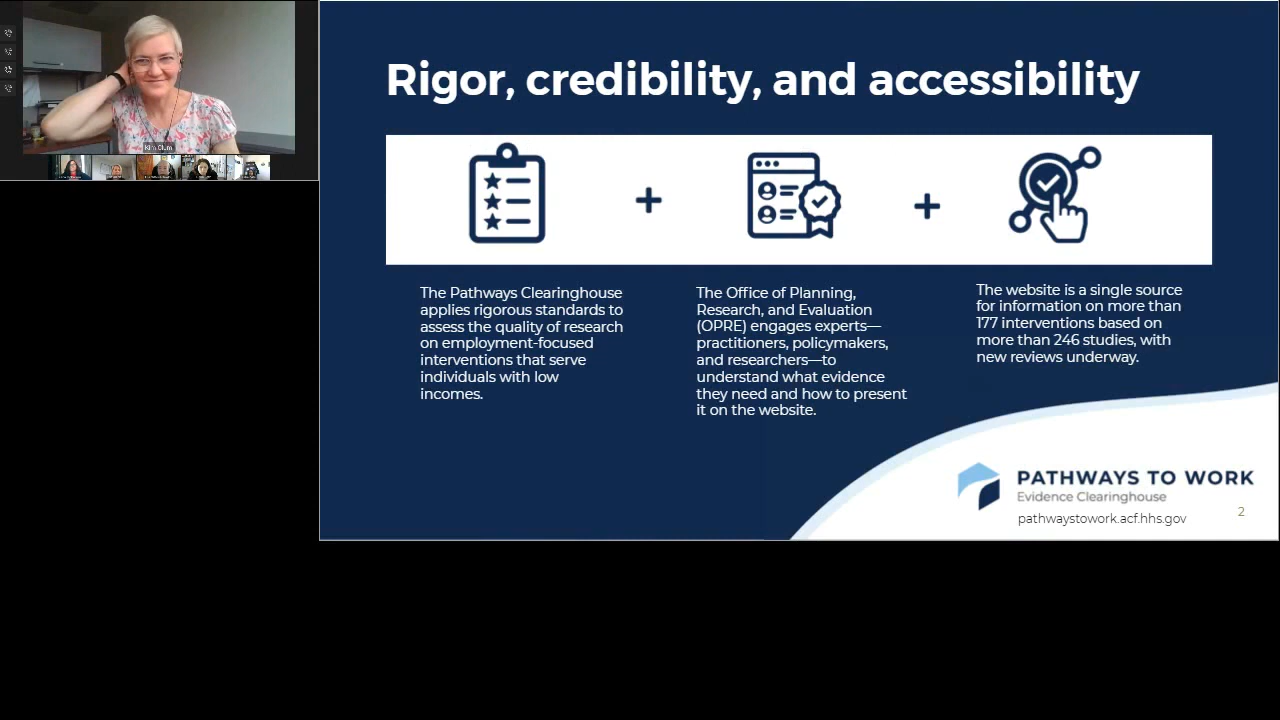 Kim Clum
Rigor, credibility, and accessibility
The Pathways Clearinghouse
applies rigorous standards to
assess the quality of research
on employment-focused
interventions that serve
individuals with low
incomes.
The Office of Planning,
Research, and Evaluation
(OPRE) engages experts—
practitioners, policymakers,
and researchers—to
understand what evidence
they need and how to present
it on the website.
The website is a single source
for information on more than
177 interventions based on
more than 246 studies, with
new reviews underway.
PATHWAYS TO WORK
Evidence Clearinghouse
pathwaystowork.acf.hhs.gov
2